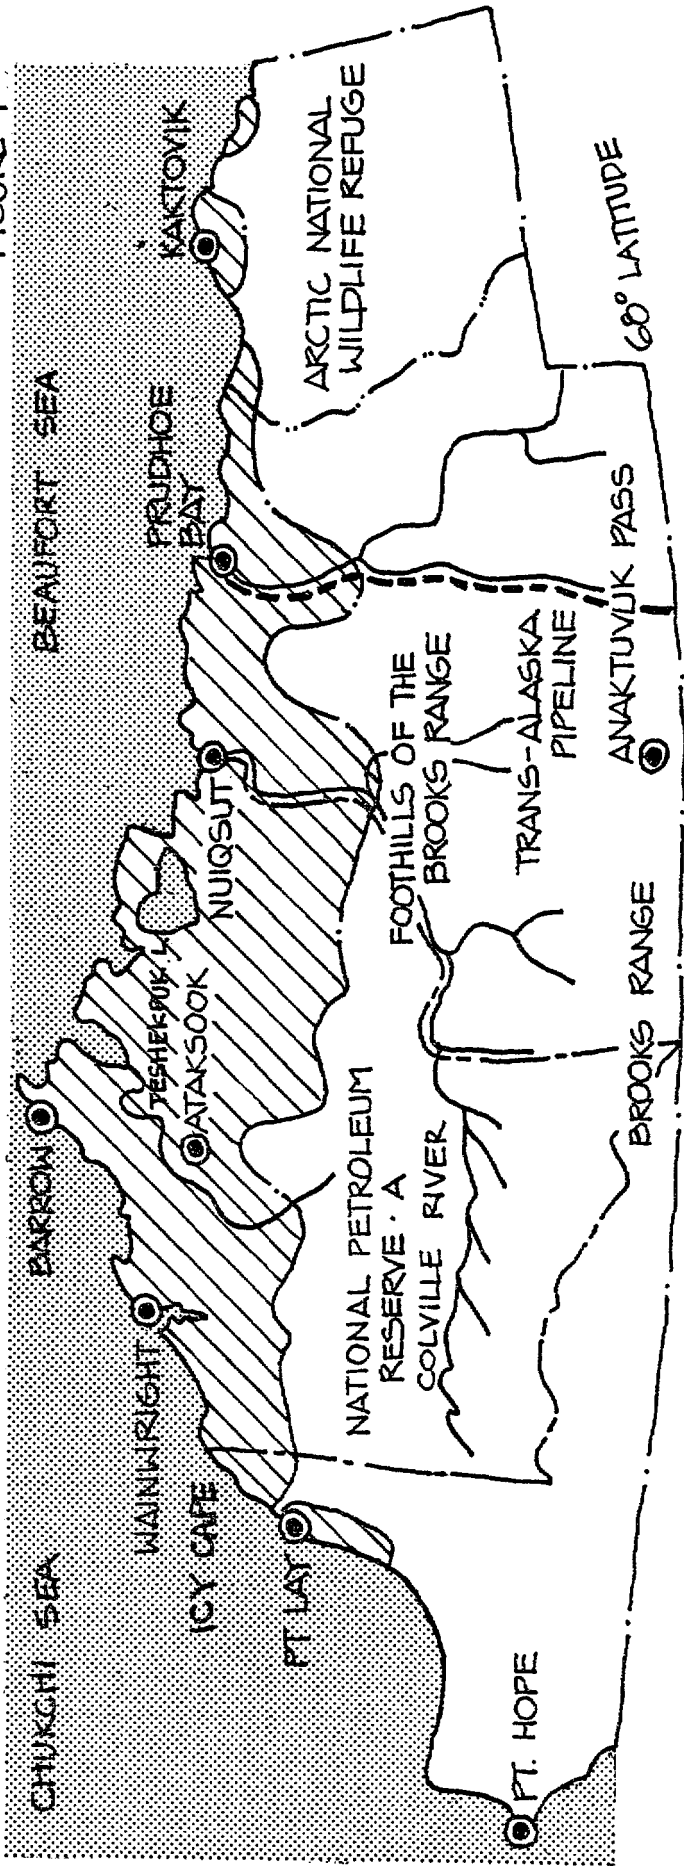 CHUKCHI SEA
BEAUFORT SEA
BARROW
WAINWRIGHT
ICY CAPE
PT LAY
PT. HOPE
TESHEKPUK L.
ATAKSOOK
NUIQSUT
PRUDHOE
BAY
KAKTOVIK
ARCTIC NATIONAL
WILDLIFE REFUGE
NATIONAL PETROLEUM
RESERVE · A
COLVILLE RIVER
FOOTHILLS OF THE
BROOKS RANGE
TRANS-ALASKA
PIPELINE
ANAKTUVUK PASS
BROOKS RANGE
68° LATITUDE